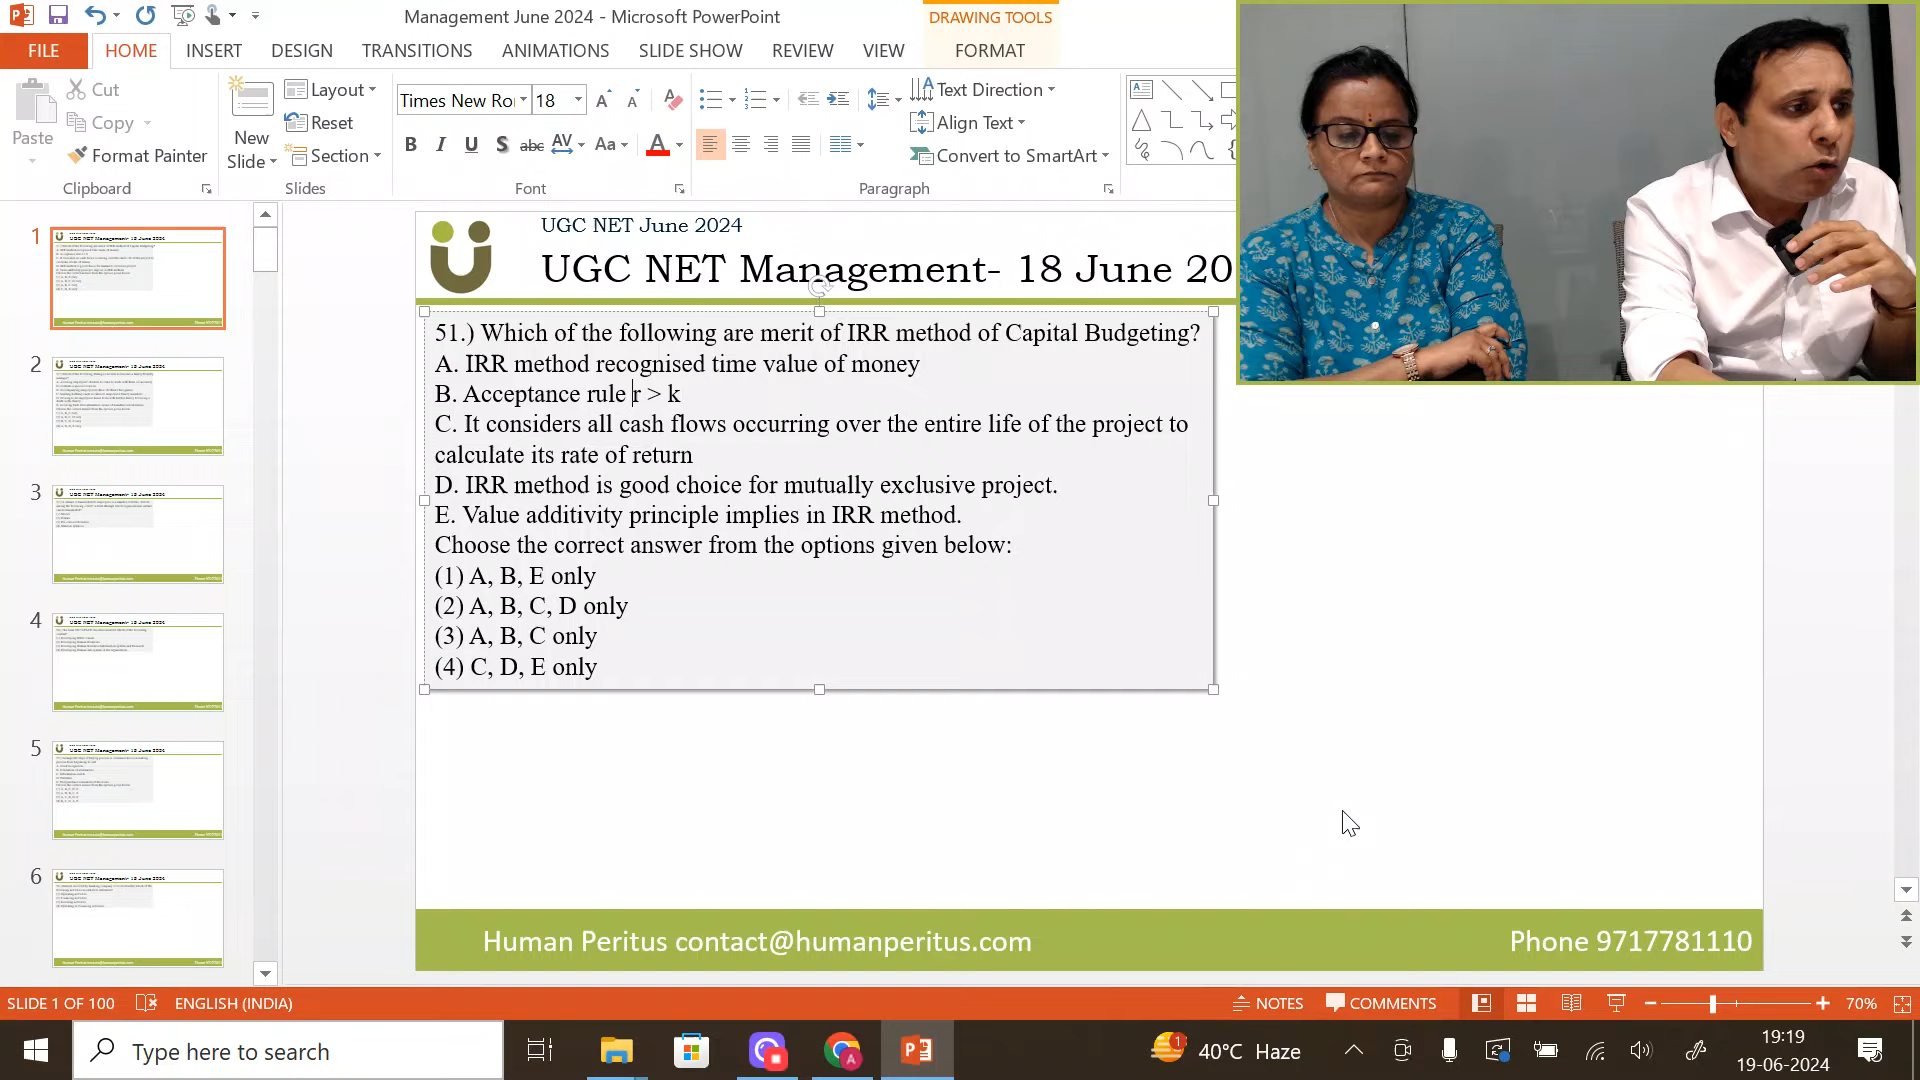 Management June 2024 - Microsoft PowerPoint
DRAWING TOOLS
FILE
HOME
INSERT
DESIGN
TRANSITIONS
ANIMATIONS
SLIDE SHOW
REVIEW
VIEW
FORMAT
Paste
Cut
Copy
Format Painter
Clipboard
New
Slide
Layout
Reset
Section
Slides
Times New Ro
18
Font
Text Direction
Align Text
Convert to SmartArt
Paragraph
1
2
3
4
5
6
UGC NET June 2024
UGC NET Management- 18 June 20
51.) Which of the following are merit of IRR method of Capital Budgeting?
A. IRR method recognised time value of money
B. Acceptance rule r > k
C. It considers all cash flows occurring over the entire life of the project to
calculate its rate of return
D. IRR method is good choice for mutually exclusive project.
E. Value additivity principle implies in IRR method.
Choose the correct answer from the options given below:
(1) A, B, E only
(2) A, B, C, D only
(3) A, B, C only
(4) C, D, E only
Human Peritus contact@humanperitus.com
Phone 9717781110
SLIDE 1 OF 100
ENGLISH (INDIA)
NOTES
COMMENTS
70%
Type here to search
40°C Haze
19:19
19-06-2024